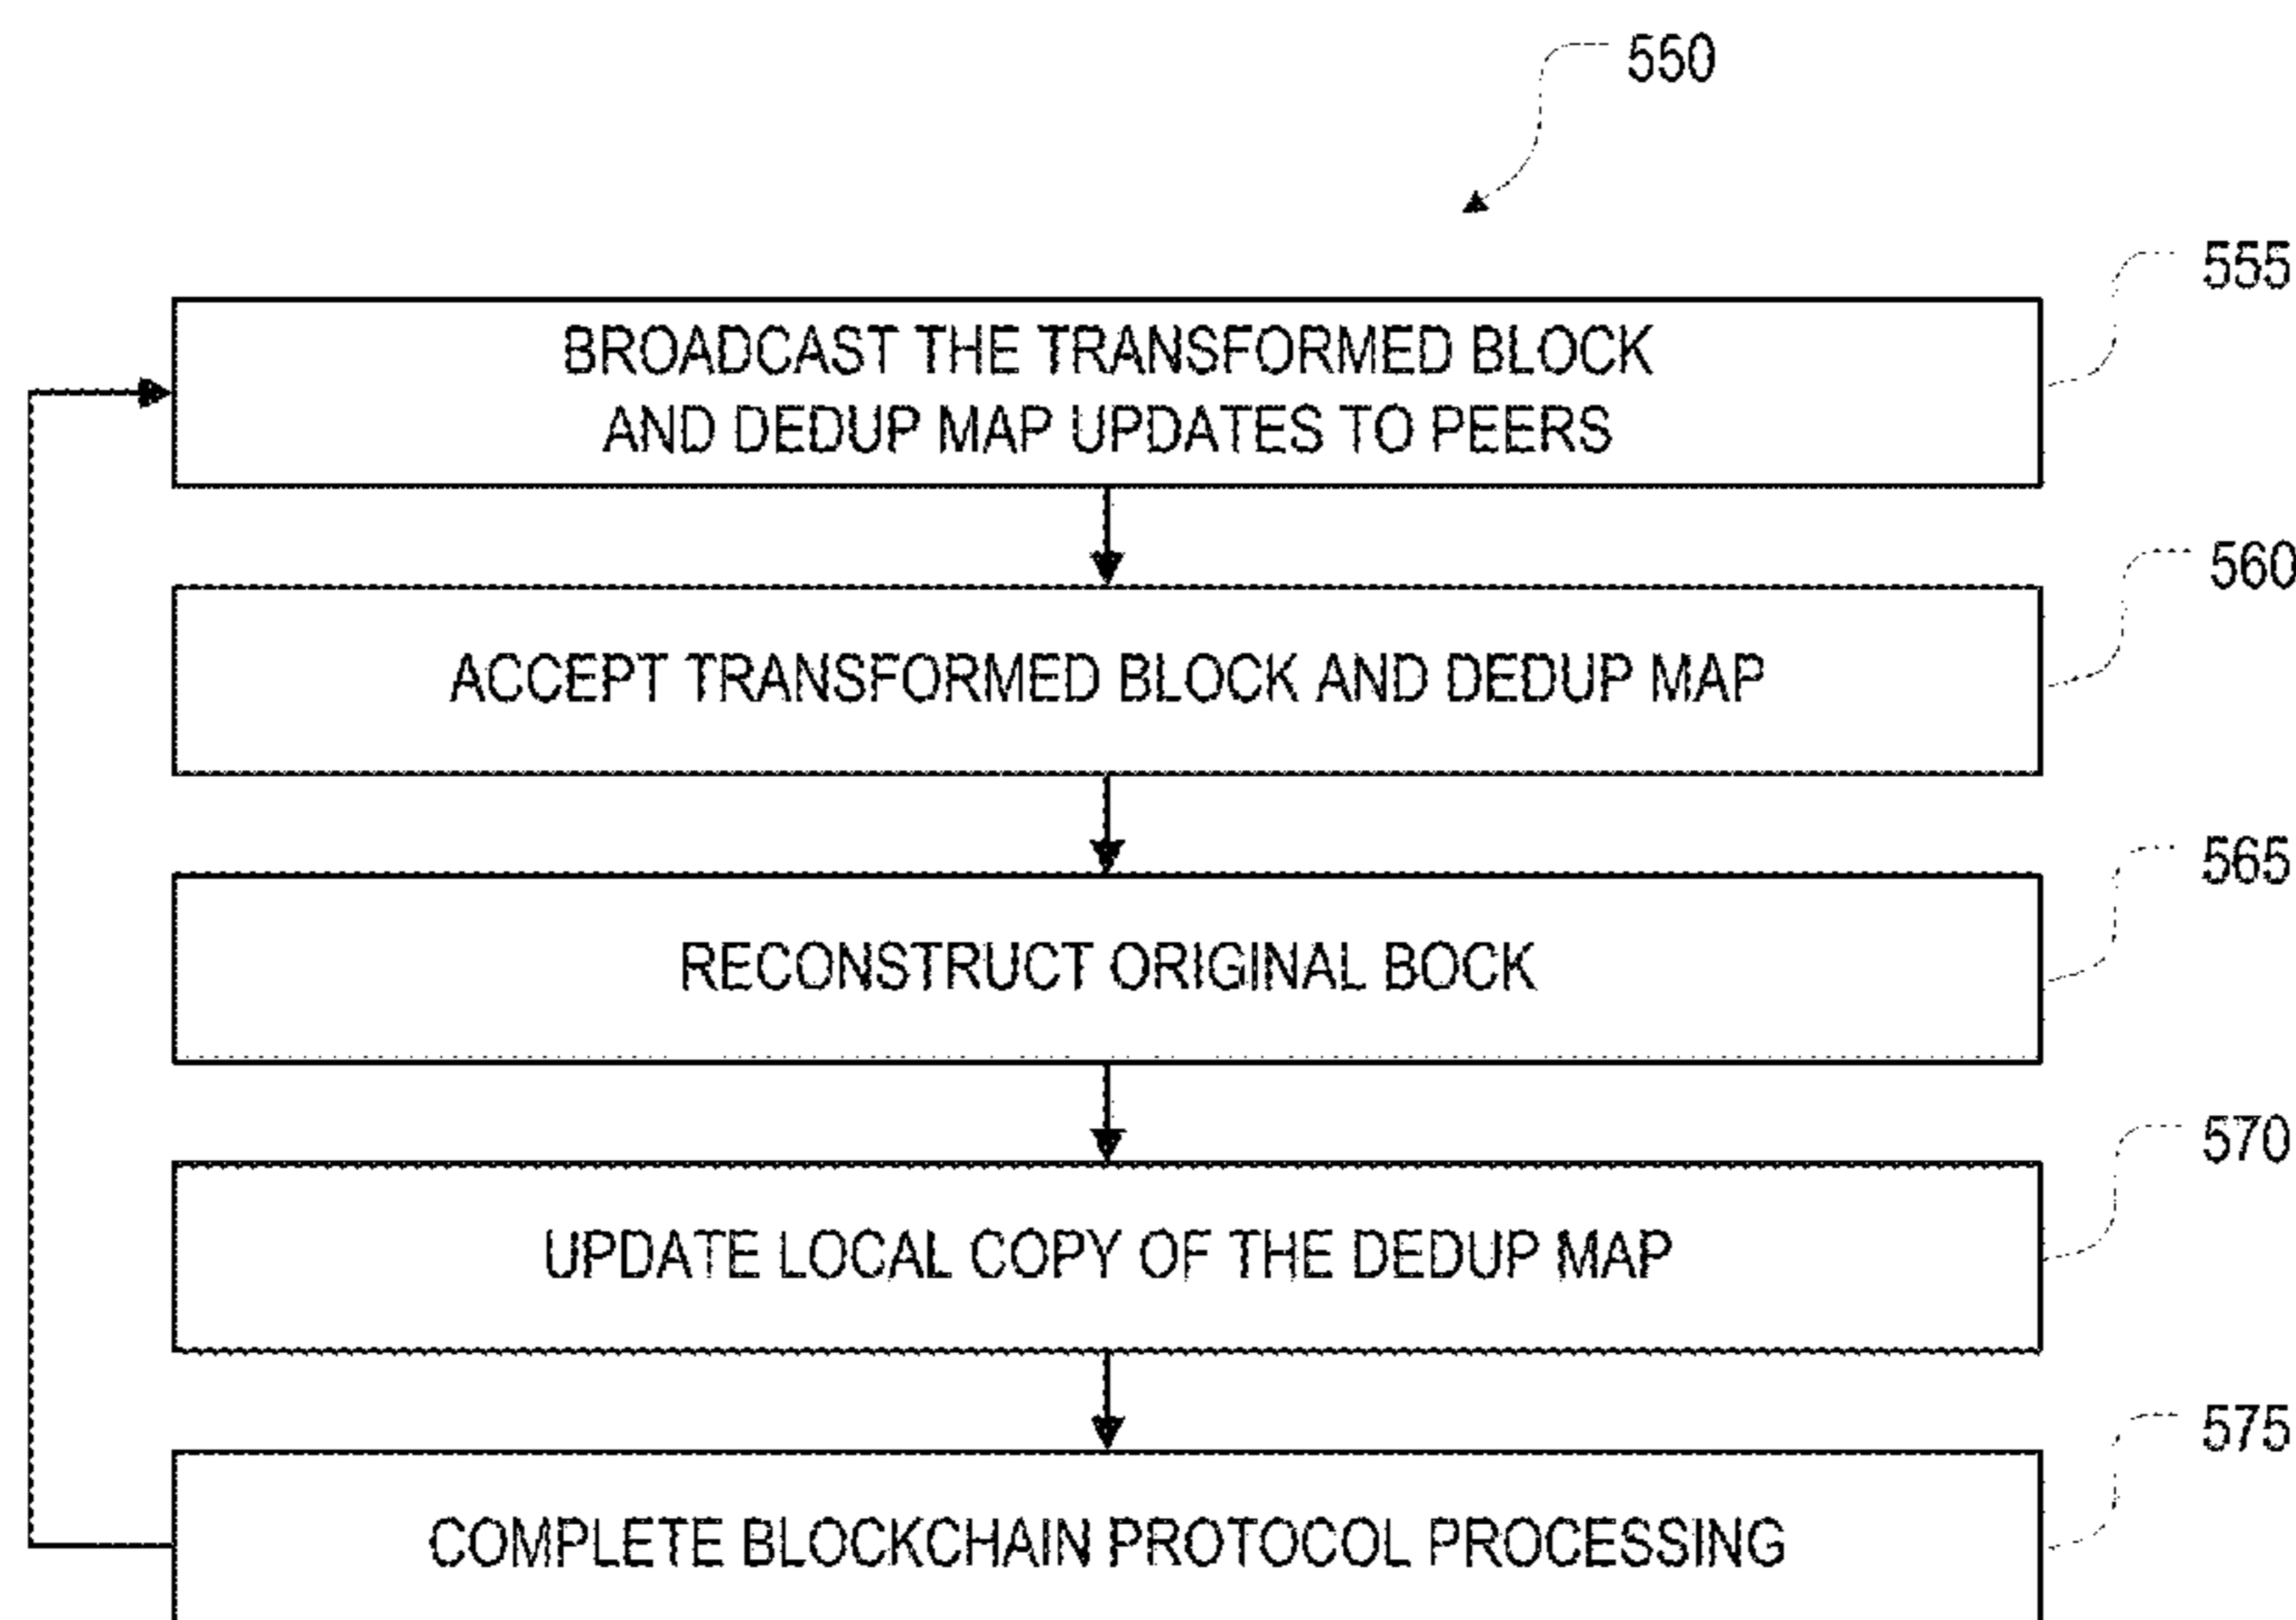 550
555
BROADCAST THE TRANSFORMED BLOCK
AND DEDUP MAP UPDATES TO PEERS
560
ACCEPT TRANSFORMED BLOCK AND DEDUP MAP
565
RECONSTRUCT ORIGINAL BOCK
570
UPDATE LOCAL COPY OF THE DEDUP MAP
575
COMPLETE BLOCKCHAIN PROTOCOL PROCESSING